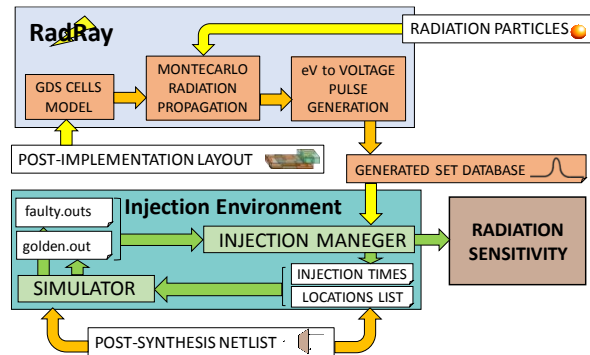 RadRay
RADIATION PARTICLES
GDS CELLS
MODEL
MONTECARLO
RADIATION
PROPAGATION
eV to VOLTAGE
PULSE
GENERATION
POST-IMPLEMENTATION LAYOUT
GENERATED SET DATABASE
Injection Environment
faulty.outs
golden.out
INJECTION MANEGER
RADIATION
SENSITIVITY
SIMULATOR
INJECTION TIMES
LOCATIONS LIST
POST-SYNTHESIS NETLIST